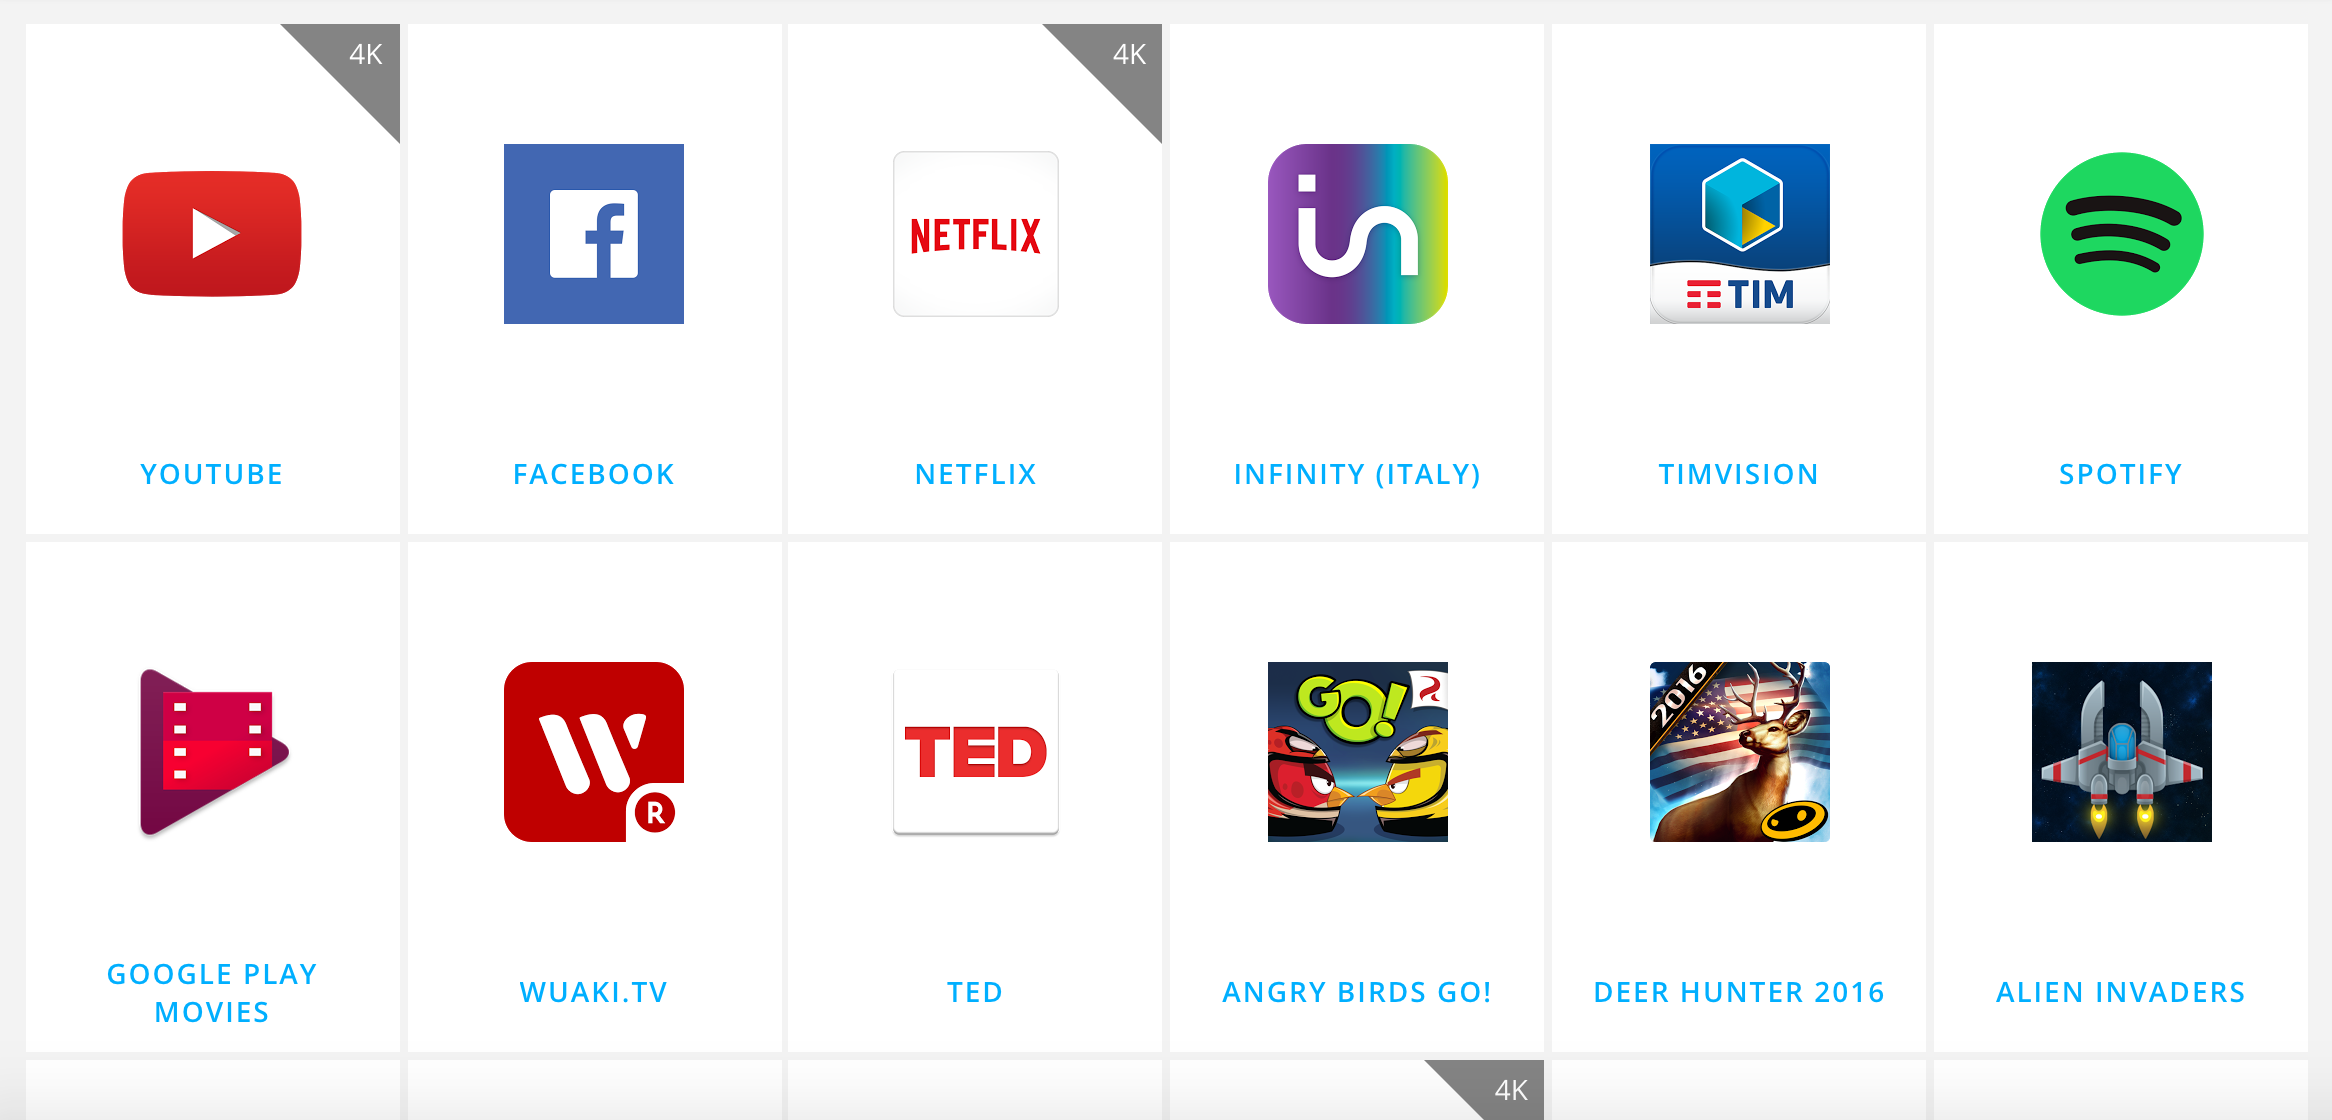 4K
4K
NETFLIX
in
TIM
YOUTUBE
FACEBOOK
NETFLIX
INFINITY (ITALY)
TIMVISION
SPOTIFY
R
TED
GO!
2016
GOOGLE PLAY
MOVIES
WUAKI.TV
TED
ANGRY BIRDS GO!
DEER HUNTER 2016
ALIEN INVADERS
4K